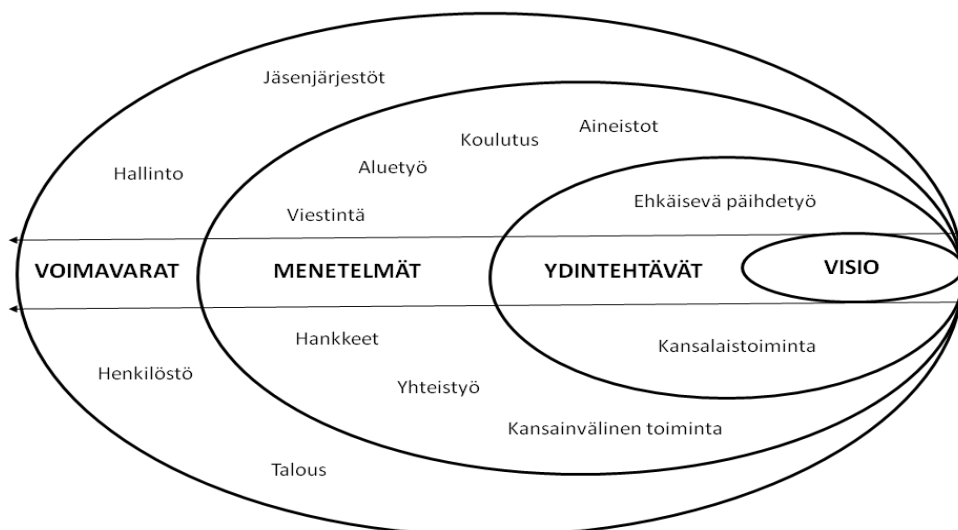 Jäsenjärjestöt
Aineistot
Koulutus
Aluetyö
Hallinto
Ehkäisevä päihdetyö
Viestintä
VOIMAVARAT MENETELMÄT YDINTEHTÄVÄT VISIO
Hankkeet
Kansalaistoiminta
Henkilöstö
Yhteistyö
Kansainvälinen toiminta
Talous